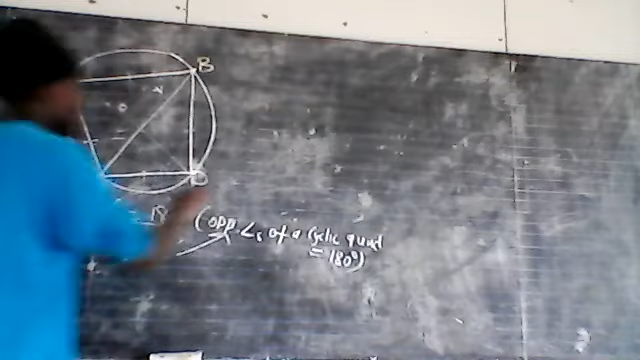 B
D
(opp. ∠s of a cyclic quad
= 180°)